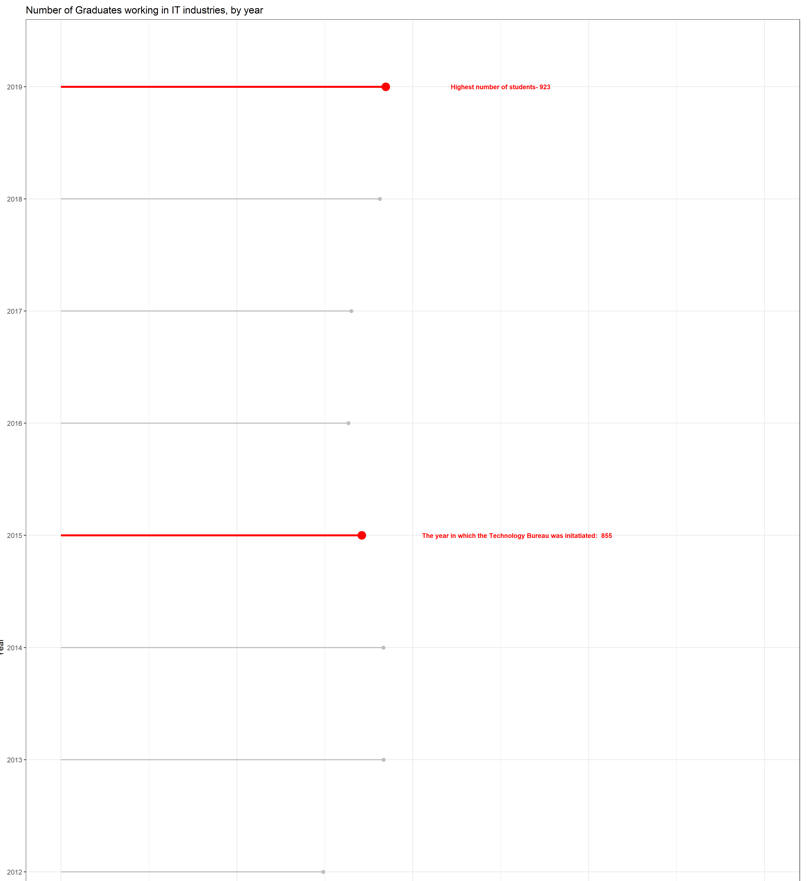 Number of Graduates working in IT industries, by year
2019
Highest number of students- 923
2018
2017
2016
2015
The year in which the Technology Bureau was initatiated:  855
2014
Year
2013
2012